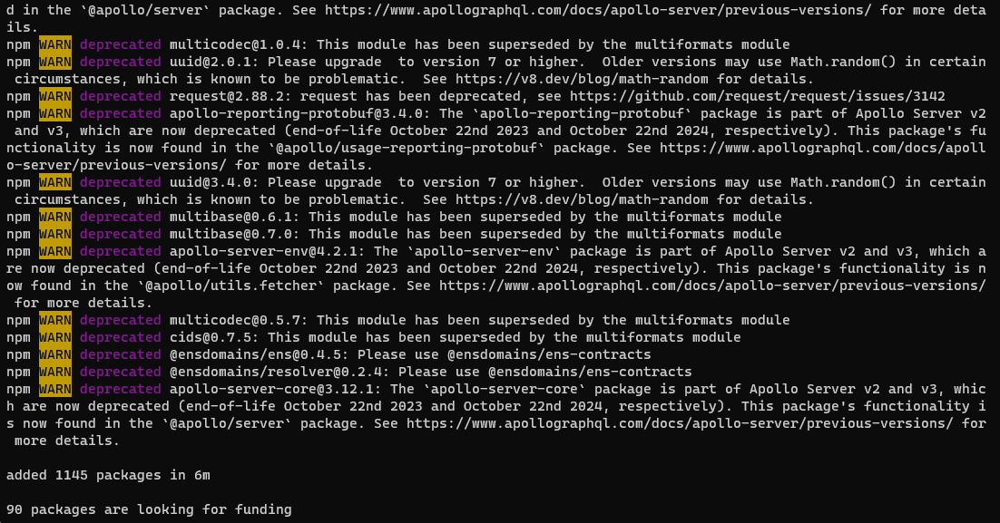 d in the `@apollo/server` package. See https://www.apollographql.com/docs/apollo-server/previous-versions/ for more deta
ils.
npm WARN deprecated multicodec@1.0.4: This module has been superseded by the multiformats module
npm WARN deprecated uuid@2.0.1: Please upgrade  to version 7 or higher.  Older versions may use Math.random() in certain
 circumstances, which is known to be problematic.  See https://v8.dev/blog/math-random for details.
npm WARN deprecated request@2.88.2: request has been deprecated, see https://github.com/request/request/issues/3142
npm WARN deprecated apollo-reporting-protobuf@3.4.0: The `apollo-reporting-protobuf` package is part of Apollo Server v2
 and v3, which are now deprecated (end-of-life October 22nd 2023 and October 22nd 2024, respectively). This package's fu
nctionality is now found in the `@apollo/usage-reporting-protobuf` package. See https://www.apollographql.com/docs/apoll
o-server/previous-versions/ for more details.
npm WARN deprecated uuid@3.4.0: Please upgrade  to version 7 or higher.  Older versions may use Math.random() in certain
 circumstances, which is known to be problematic.  See https://v8.dev/blog/math-random for details.
npm WARN deprecated multibase@0.6.1: This module has been superseded by the multiformats module
npm WARN deprecated multibase@0.7.0: This module has been superseded by the multiformats module
npm WARN deprecated apollo-server-env@4.2.1: The `apollo-server-env` package is part of Apollo Server v2 and v3, which a
re now deprecated (end-of-life October 22nd 2023 and October 22nd 2024, respectively). This package's functionality is n
ow found in the `@apollo/utils.fetcher` package. See https://www.apollographql.com/docs/apollo-server/previous-versions/
 for more details.
npm WARN deprecated multicodec@0.5.7: This module has been superseded by the multiformats module
npm WARN deprecated cids@0.7.5: This module has been superseded by the multiformats module
npm WARN deprecated @ensdomains/ens@0.4.5: Please use @ensdomains/ens-contracts
npm WARN deprecated @ensdomains/resolver@0.2.4: Please use @ensdomains/ens-contracts
npm WARN deprecated apollo-server-core@3.12.1: The `apollo-server-core` package is part of Apollo Server v2 and v3, whic
h are now deprecated (end-of-life October 22nd 2023 and October 22nd 2024, respectively). This package's functionality i
s now found in the `@apollo/server` package. See https://www.apollographql.com/docs/apollo-server/previous-versions/ for
 more details.
added 1145 packages in 6m
90 packages are looking for funding